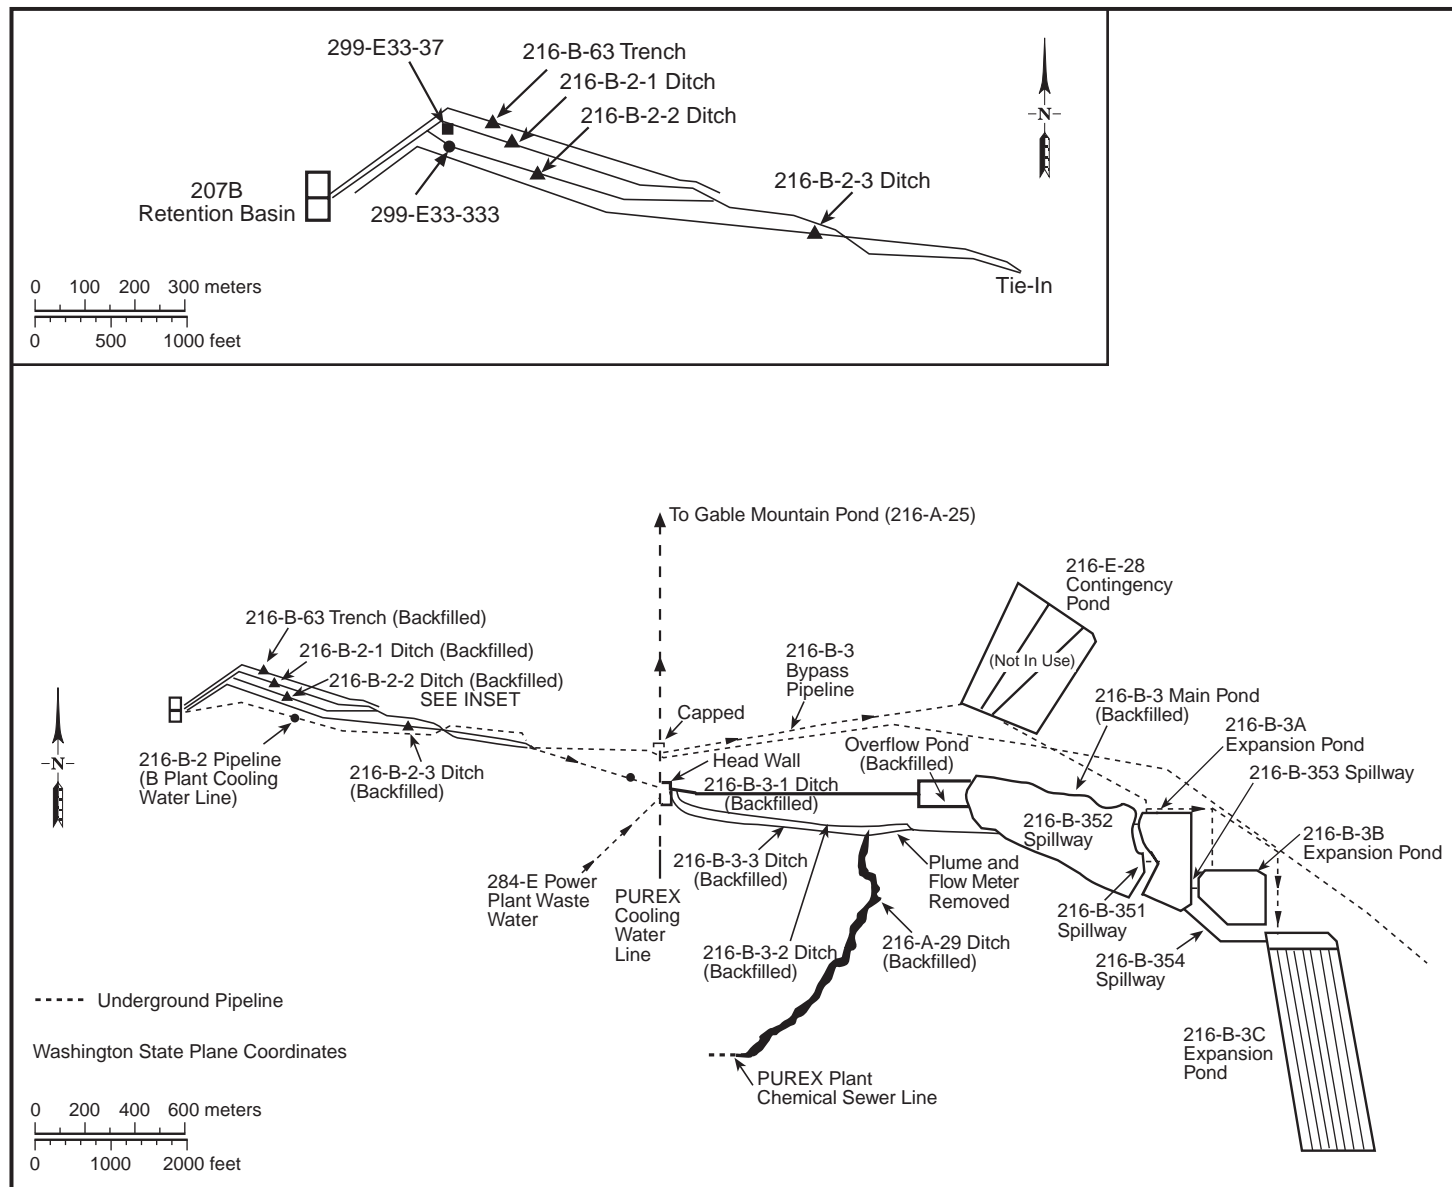 299-E33-37
216-B-63 Trench
216-B-2-1 Ditch
216-B-2-2 Ditch
N
207B
Retention Basin
299-E33-333
216-B-2-3 Ditch
Tie-In
0 100 200 300 meters
0 500 1000 feet
To Gable Mountain Pond (216-A-25)
216-E-28
Contingency
Pond
(Not In Use)
216-B-63 Trench (Backfilled)
216-B-2-1 Ditch (Backfilled)
216-B-2-2 Ditch (Backfilled)
SEE INSET
216-B-3
Bypass
Pipeline
216-B-3 Main Pond
(Backfilled)
216-B-3A
Expansion Pond
216-B-353 Spillway
Capped
N
216-B-2 Pipeline
(B Plant Cooling
Water Line)
216-B-2-3 Ditch
(Backfilled)
Head Wall
Overflow Pond
(Backfilled)
216-B-3-1 Ditch
(Backfilled)
216-B-352
Spillway
216-B-3B
Expansion Pond
216-B-3-3 Ditch
(Backfilled)
Plume and
Flow Meter
Removed
284-E Power
Plant Waste
Water
PUREX
Cooling
Water
Line
216-B-351
Spillway
216-B-3-2 Ditch
(Backfilled)
216-A-29 Ditch
(Backfilled)
216-B-354
Spillway
Underground Pipeline
Washington State Plane Coordinates
216-B-3C
Expansion
Pond
PUREX Plant
Chemical Sewer Line
0 200 400 600 meters
0 1000 2000 feet